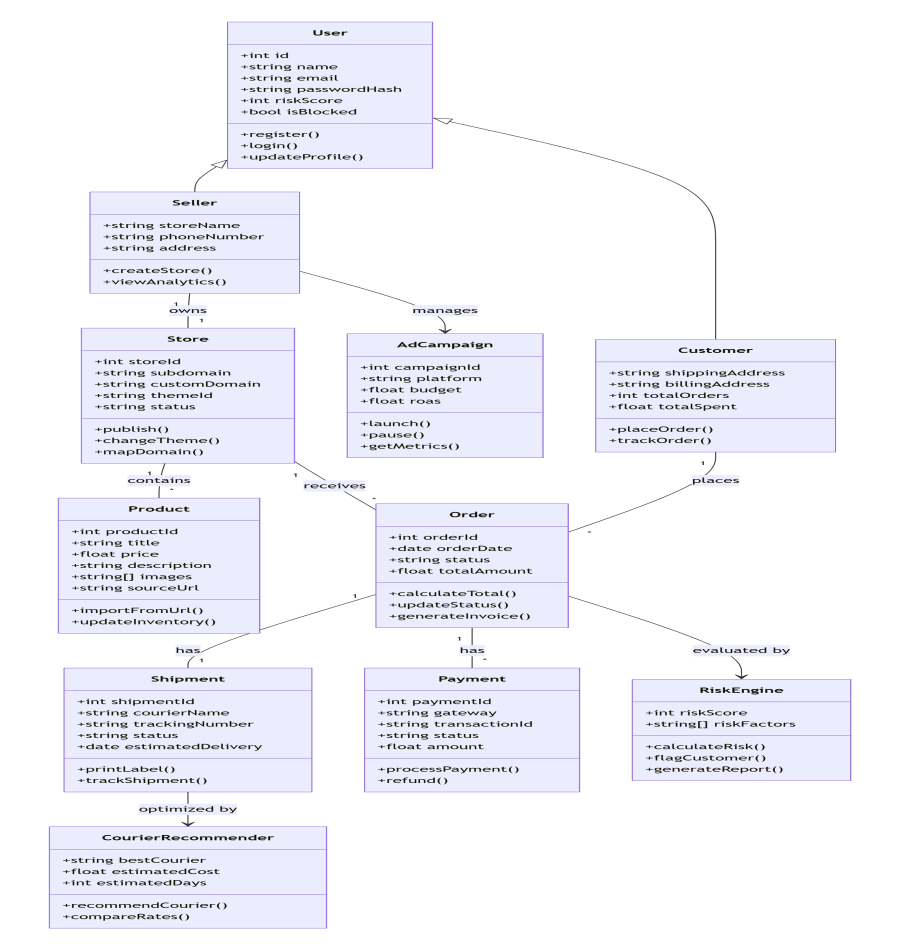 User
+int id
+string name
+string email
+string passwordHash
+int riskScore
+bool isBlocked
+register()
+login()
+updateProfile()
Seller
+string storeName
+string phoneNumber
+string address
+createStore()
+viewAnalytics()
1
owns
1
manages
Store
+int storeId
+string subdomain
+string customDomain
+string themeId
+string status
+publish()
+changeTheme()
+mapDomain()
AdCampaign
+int campaignId
+string platform
+float budget
+float roas
+launch()
+pause()
+getMetrics()
Customer
+string shippingAddress
+string billingAddress
+int totalOrders
+float totalSpent
+placeOrder()
+trackOrder()
1
contains
*
1
receives
*
1
places
*
Product
+int productId
+string title
+float price
+string description
+string[] images
+string sourceUrl
+importFromUrl()
+updateInventory()
Order
+int orderId
+date orderDate
+string status
+float totalAmount
+calculateTotal()
+updateStatus()
+generateInvoice()
1
has
1
1
has
*
evaluated by
Shipment
+int shipmentId
+string courierName
+string trackingNumber
+string status
+date estimatedDelivery
+printLabel()
+trackShipment()
Payment
+int paymentId
+string gateway
+string transactionId
+string status
+float amount
+processPayment()
+refund()
RiskEngine
+int riskScore
+string[] riskFactors
+calculateRisk()
+flagCustomer()
+generateReport()
optimized by
CourierRecommender
+string bestCourier
+float estimatedCost
+int estimatedDays
+recommendCourier()
+compareRates()